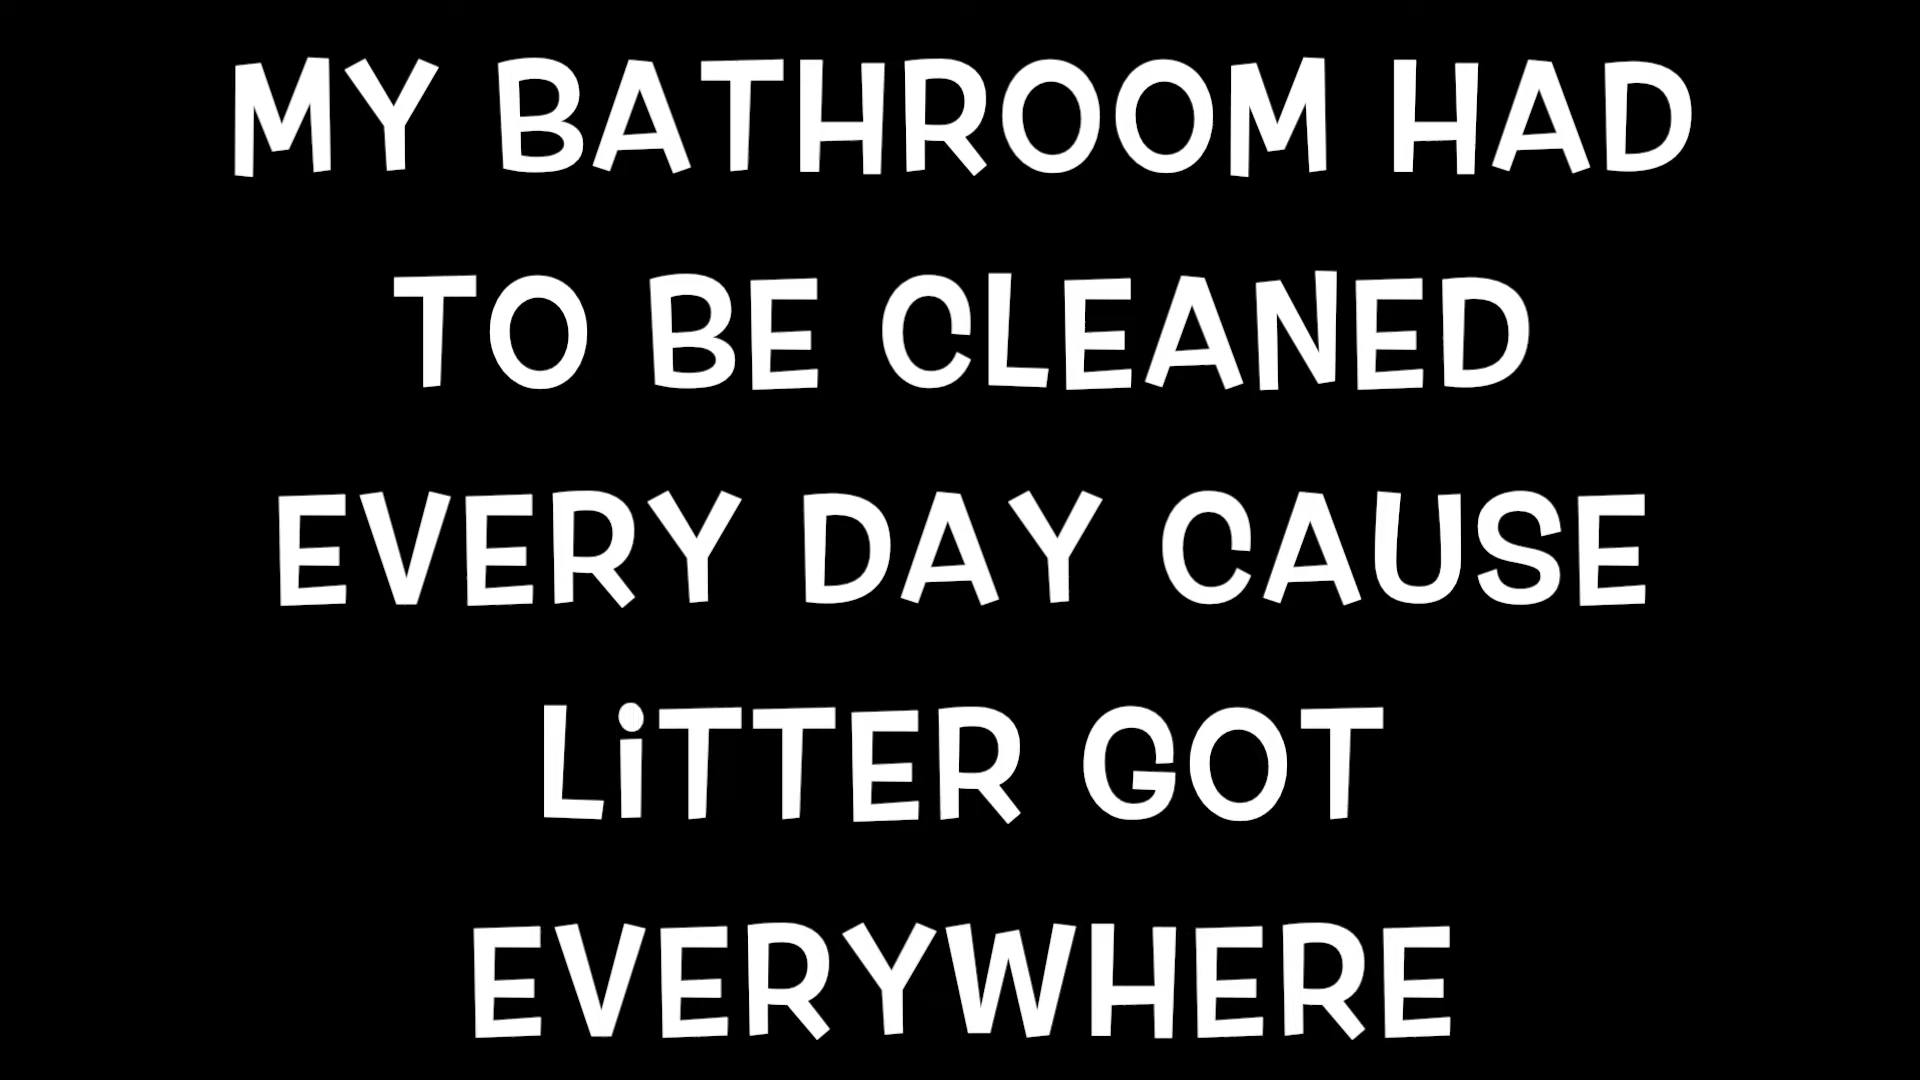 MY BATHROOM HAD
TO BE CLEANED
EVERY DAY CAUSE
LiTTER GOT
EVERYWHERE